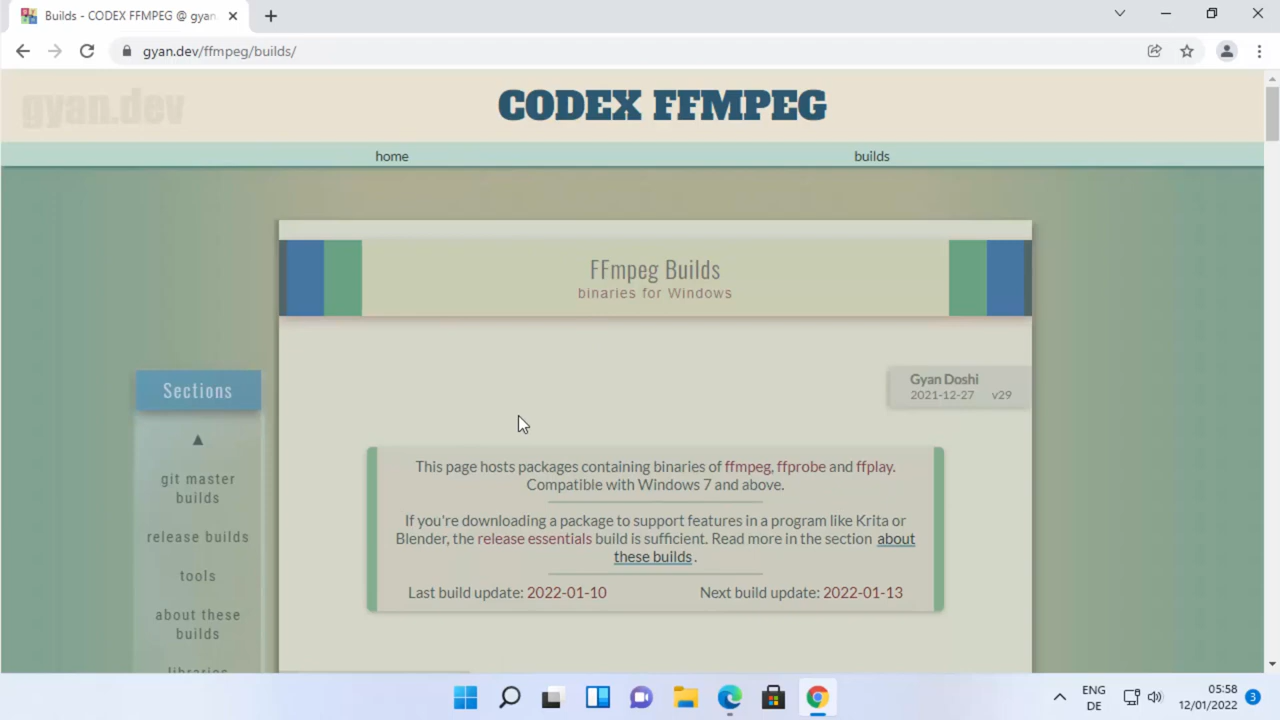 Builds - CODEX FFMPEG @ gyan.
gyan.dev/ffmpeg/builds/
gyan.dev
CODEX FFMPEG
home
builds
FFmpeg Builds
binaries for Windows
Sections
▲
git master
builds
release builds
tools
about these
builds
libraries
Gyan Doshi
2021-12-27 v29
This page hosts packages containing binaries of ffmpeg, ffprobe and ffplay.
Compatible with Windows 7 and above.
If you're downloading a package to support features in a program like Krita or
Blender, the release essentials build is sufficient. Read more in the section about
these builds .
Last build update: 2022-01-10
Next build update: 2022-01-13
ENG
DE
05:58
12/01/2022
3